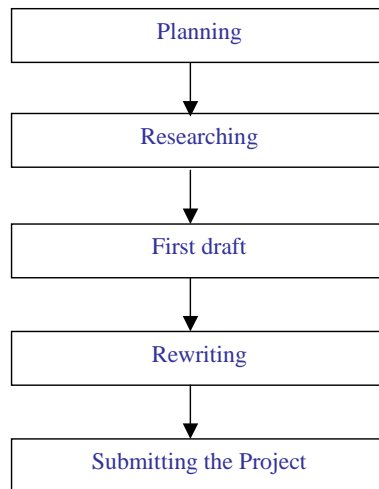 Planning
Researching
First draft
Rewriting
Submitting the Project